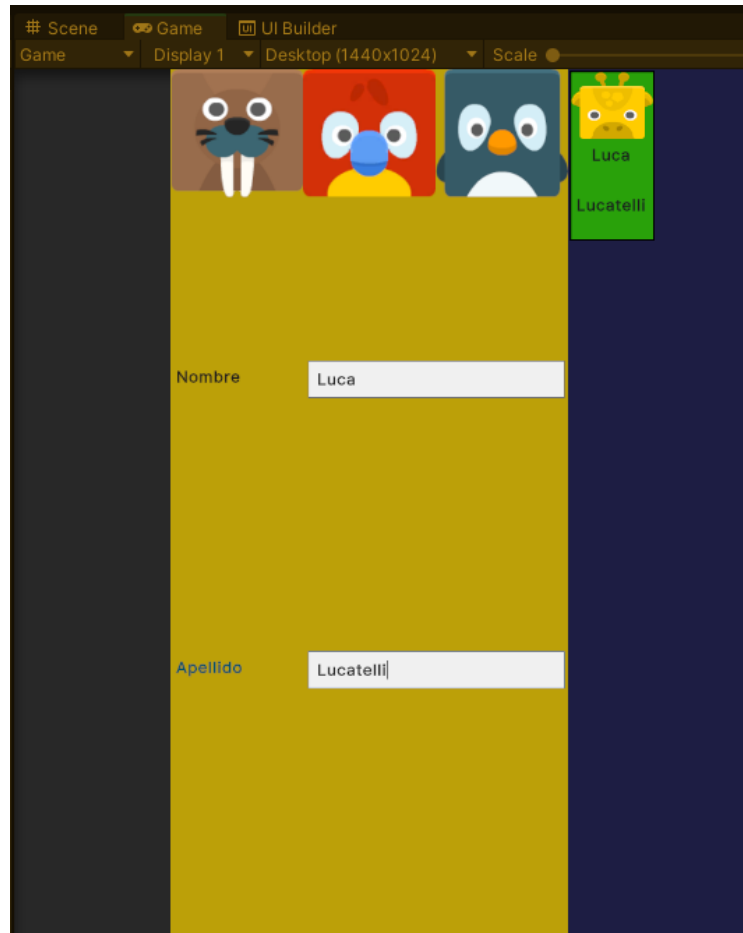 Scene Game UI Builder
Game Display 1 Desktop (1440x1024) Scale
Luca
Lucatelli
Nombre Luca
Apellido Lucatelli